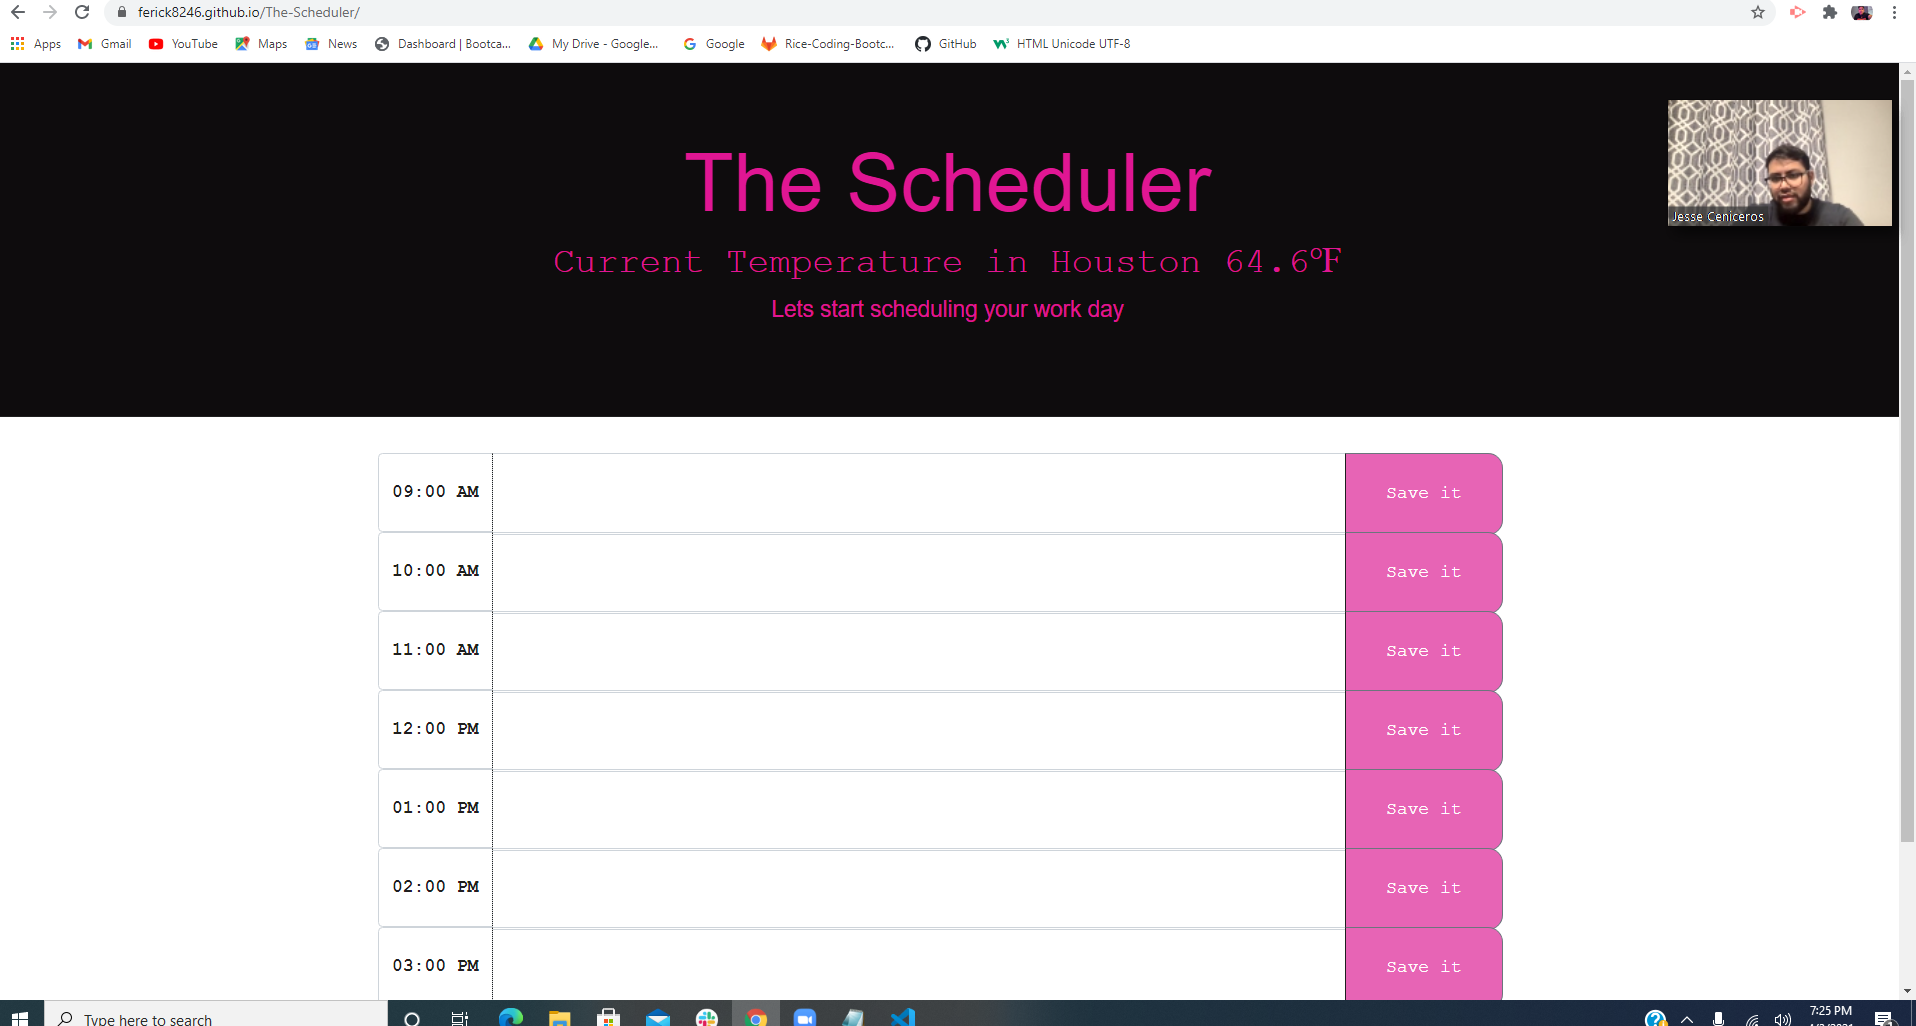 ferick8246.github.io/The-Scheduler/
Apps Gmail YouTube Maps News Dashboard | Bootca... My Drive - Google... Google Rice-Coding-Bootc... GitHub HTML Unicode UTF-8
The Scheduler
Jesse Ceniceros
Current Temperature in Houston 64.6°F
Lets start scheduling your work day
09:00 AM Save it
10:00 AM Save it
11:00 AM Save it
12:00 PM Save it
01:00 PM Save it
02:00 PM Save it
03:00 PM Save it
Type here to search
7:25 PM